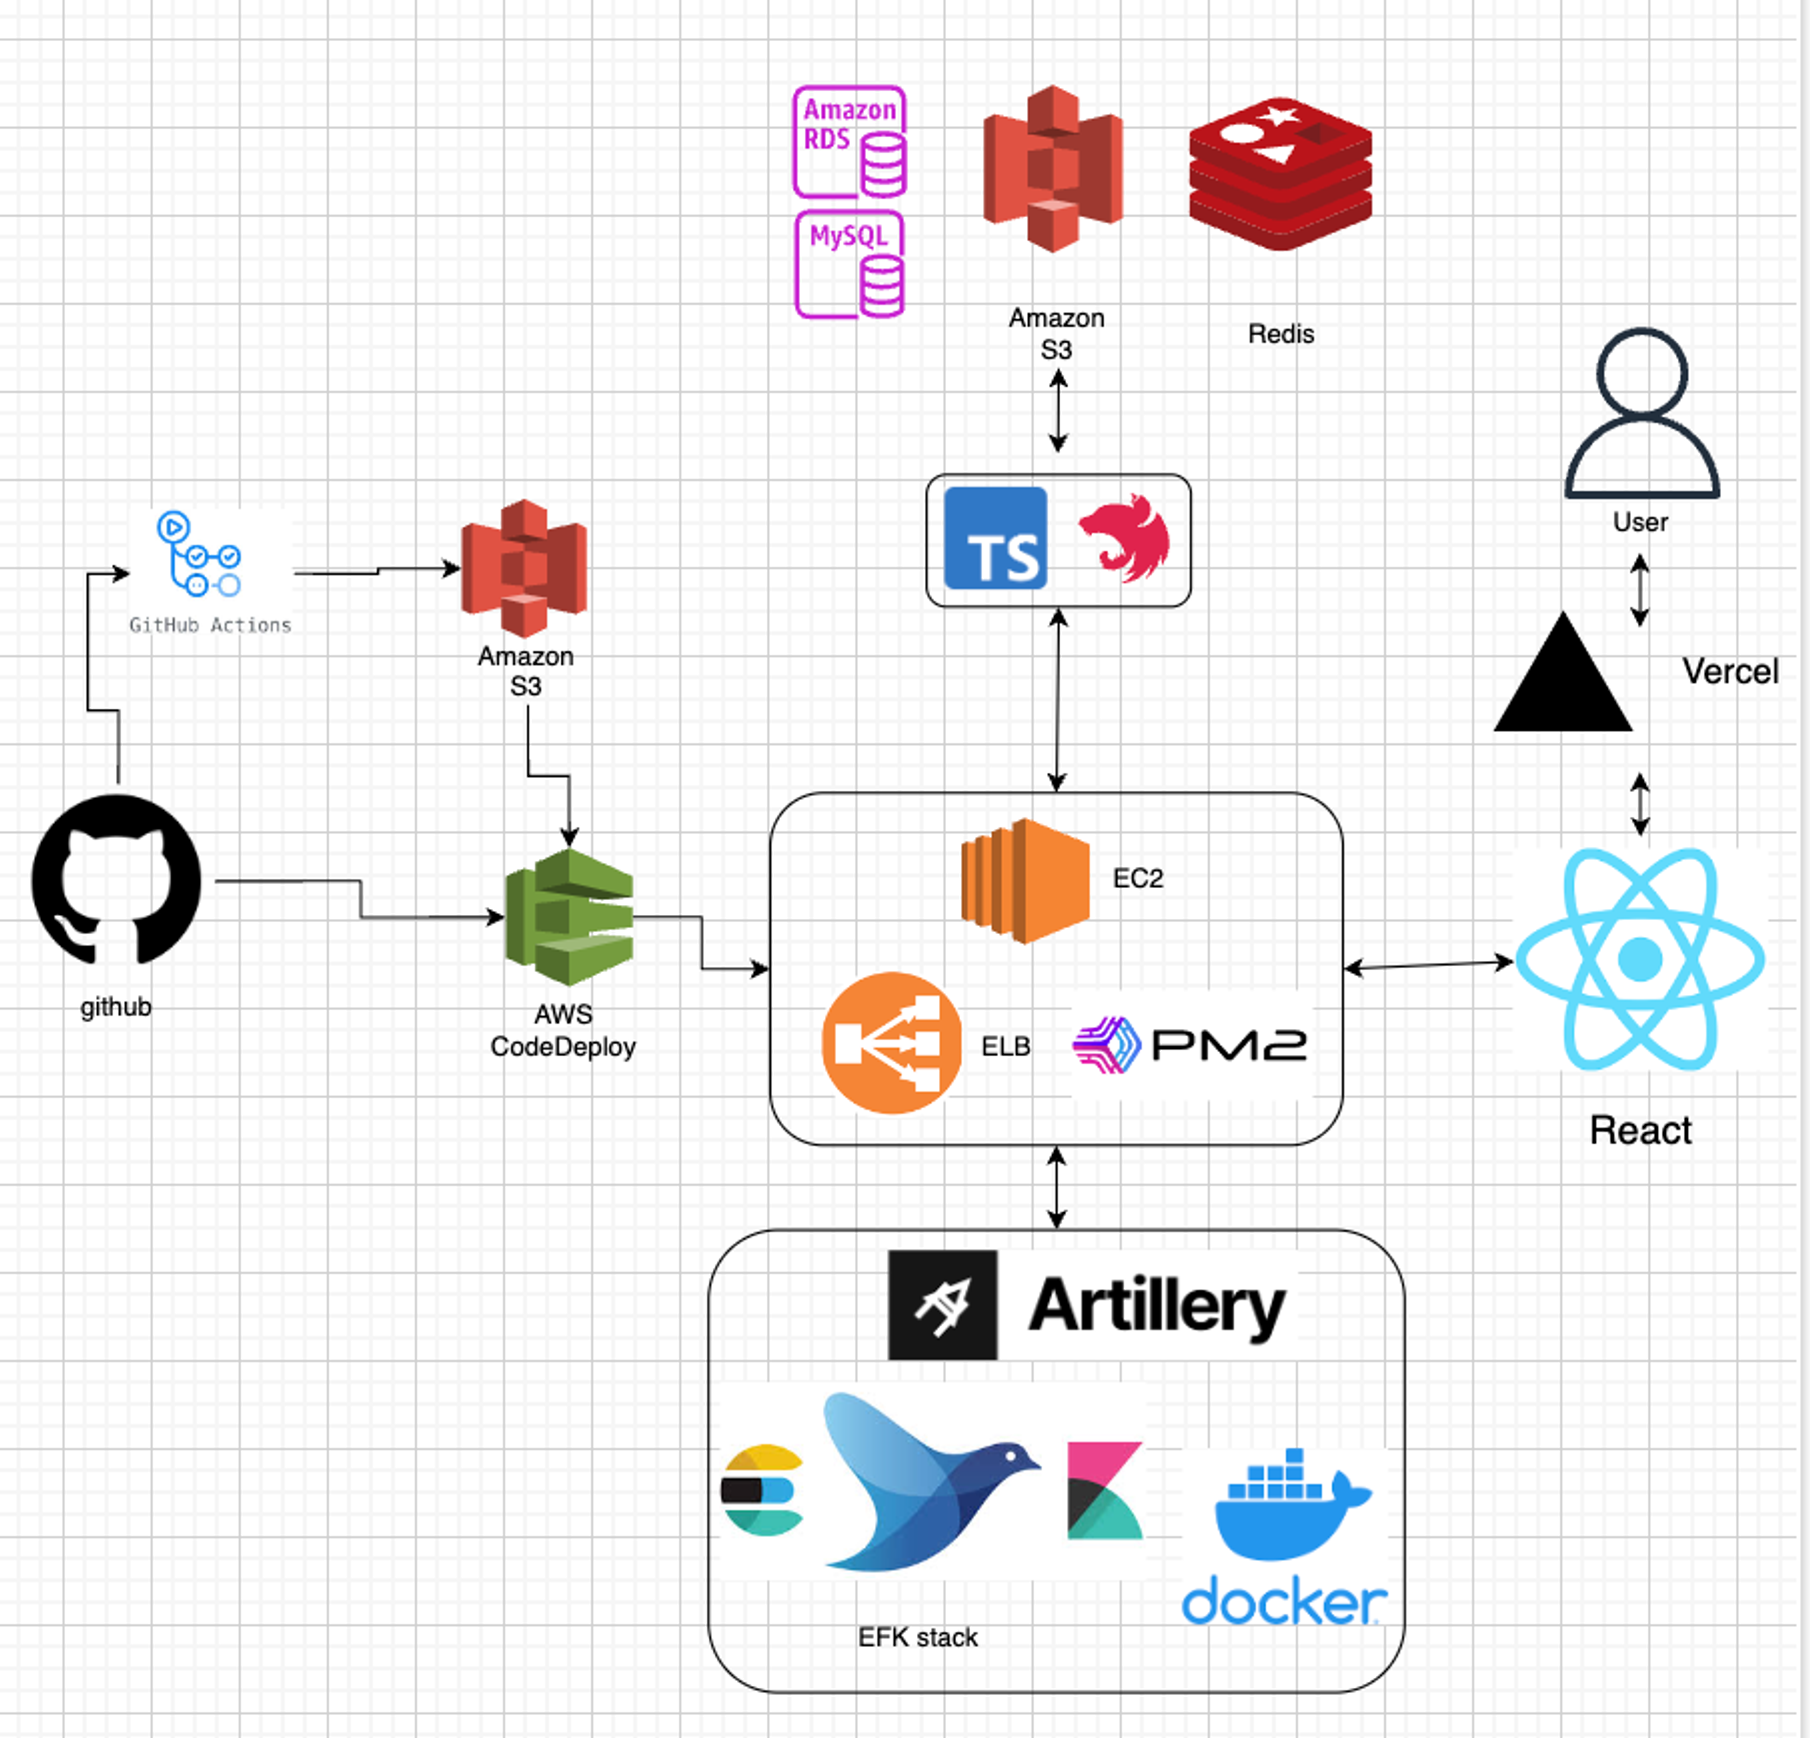 Amazon
RDS
MySQL
Amazon
S3
Redis
User
TS
GitHub Actions
Amazon
S3
Vercel
EC2
github
AWS
CodeDeploy
ELB
PM2
React
Artillery
docker
EFK stack